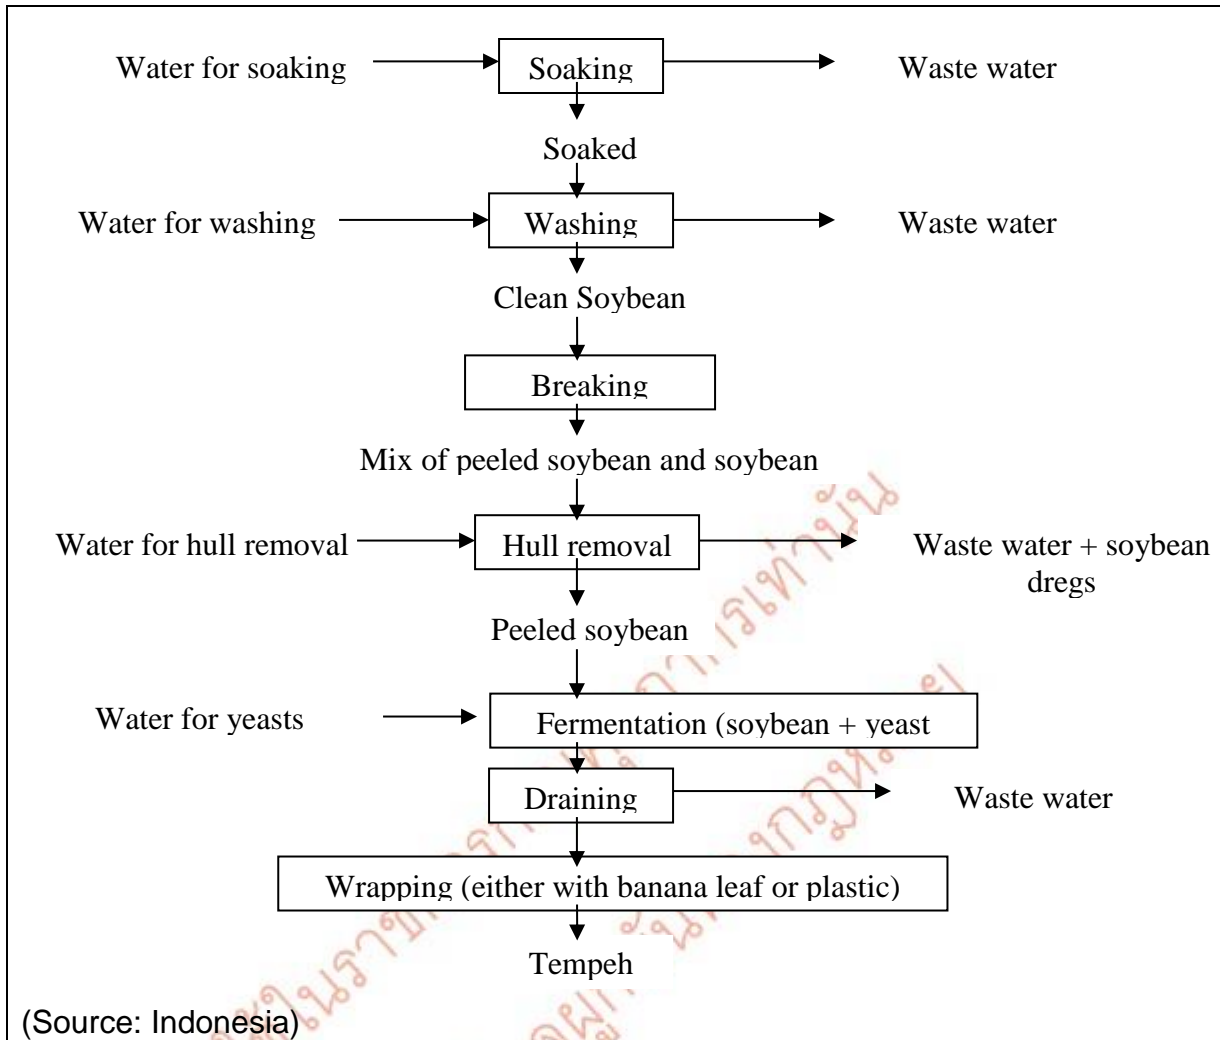 Water for soaking Soaking Waste water
Soaked
Water for washing Washing Waste water
Clean Soybean
Breaking
Mix of peeled soybean and soybean
Water for hull removal Hull removal Waste water + soybean
dregs
Peeled soybean
Water for yeasts Fermentation (soybean + yeast
Draining Waste water
Wrapping (either with banana leaf or plastic)
Tempeh
(Source: Indonesia)